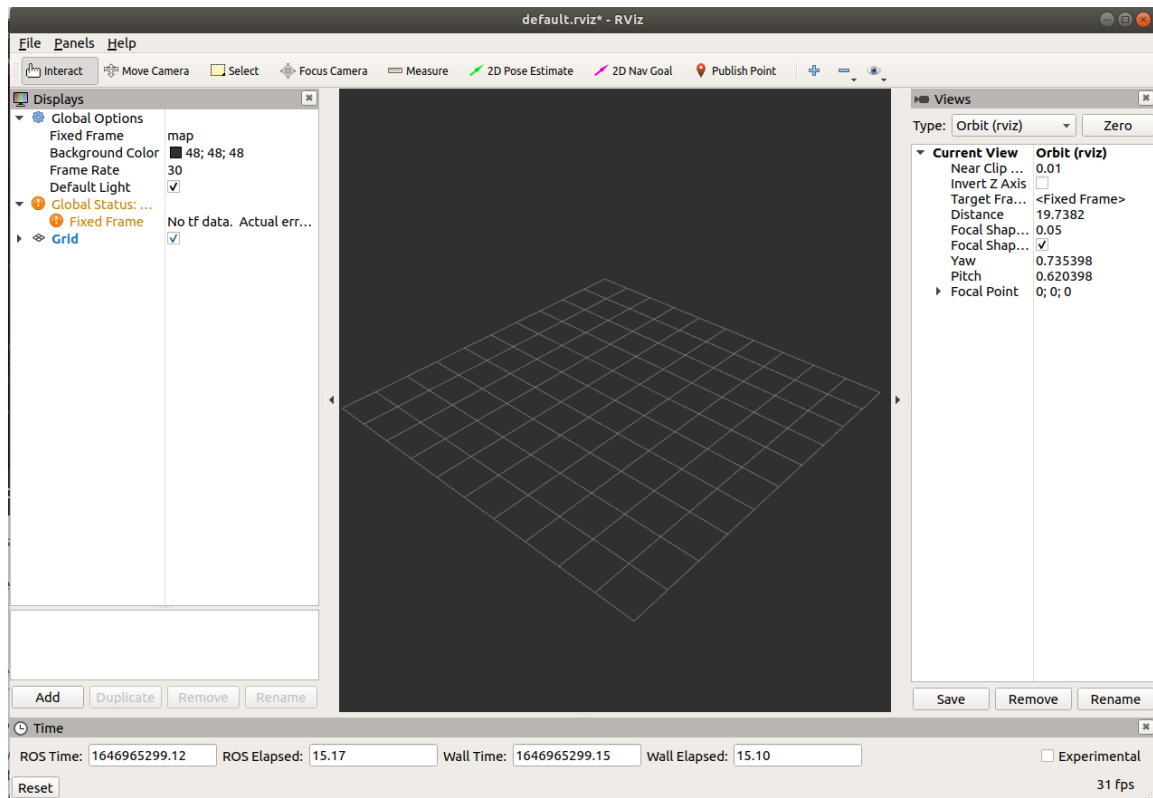 default.rviz* - RViz
File Panels Help
Interact Move Camera Select Focus Camera Measure 2D Pose Estimate 2D Nav Goal Publish Point
Displays
Global Options
Fixed Frame map
Background Color 48; 48; 48
Frame Rate 30
Default Light
Global Status: ...
Fixed Frame No tf data. Actual err...
Grid
Add Duplicate Remove Rename
Views
Type: Orbit (rviz) Zero
Current View Orbit (rviz)
Near Clip ... 0.01
Invert Z Axis
Target Fra... <Fixed Frame>
Distance 19.7382
Focal Shap... 0.05
Focal Shap...
Yaw 0.735398
Pitch 0.620398
Focal Point 0; 0; 0
Save Remove Rename
Time
ROS Time: 1646965299.12 ROS Elapsed: 15.17 Wall Time: 1646965299.15 Wall Elapsed: 15.10 Experimental
Reset 31 fps